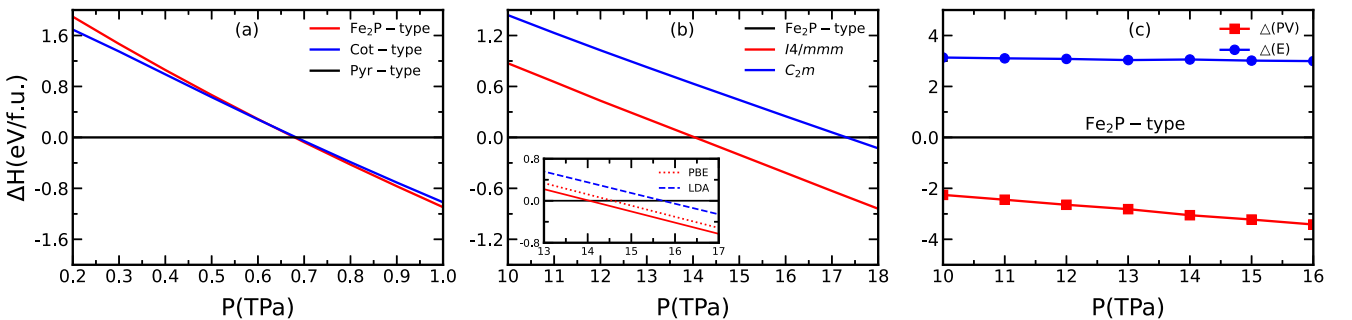 ΔH(eV/f.u.)
(a)
Fe₂P − type
Cot − type
Pyr − type
1.6
0.8
0.0
-0.8
-1.6
0.2 0.3 0.4 0.5 0.6 0.7 0.8 0.9 1.0
P(TPa)
(b)
Fe₂P − type
I4/mmm
C₂m
1.2
0.6
0.0
-0.6
-1.2
0.8
0.0
-0.8
PBE
LDA
13 14 15 16 17
10 11 12 13 14 15 16 17 18
P(TPa)
(c)
△(PV)
△(E)
Fe₂P − type
4
2
0.0
-2
-4
10 11 12 13 14 15 16
P(TPa)